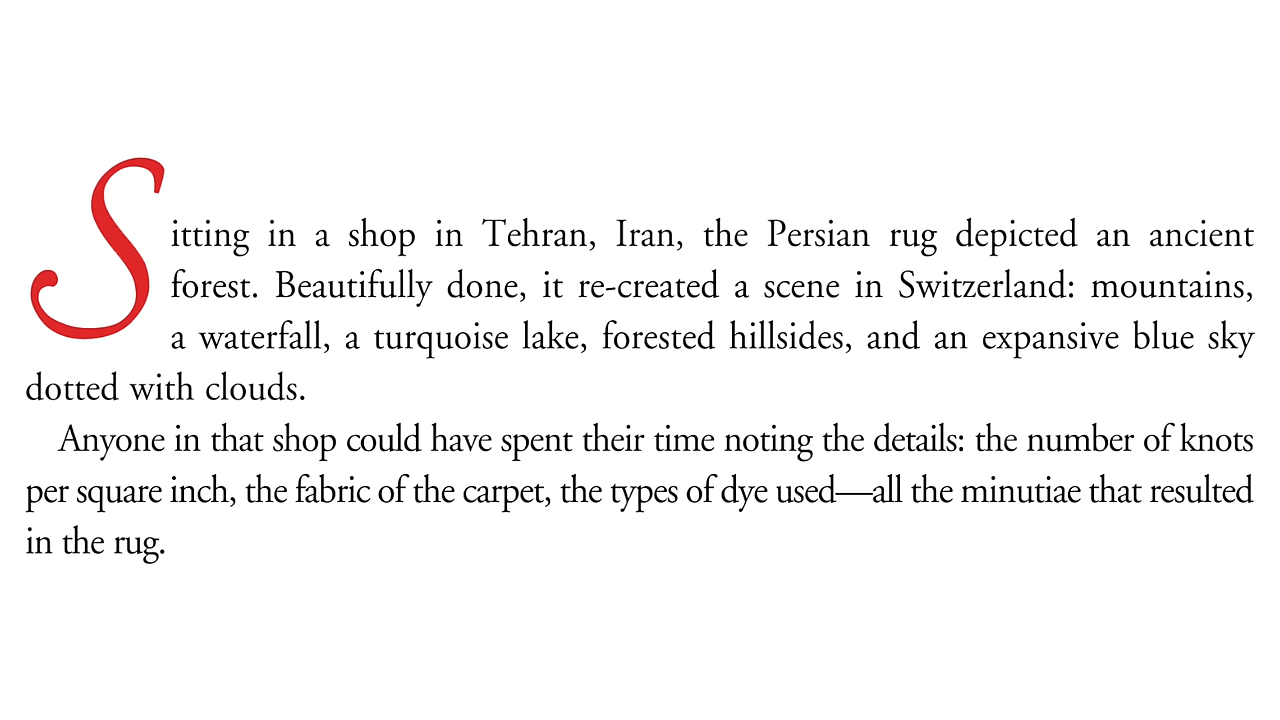 Sitting in a shop in Tehran, Iran, the Persian rug depicted an ancient
forest. Beautifully done, it re-created a scene in Switzerland: mountains,
a waterfall, a turquoise lake, forested hillsides, and an expansive blue sky
dotted with clouds.
Anyone in that shop could have spent their time noting the details: the number of knots
per square inch, the fabric of the carpet, the types of dye used—all the minutiae that resulted
in the rug.